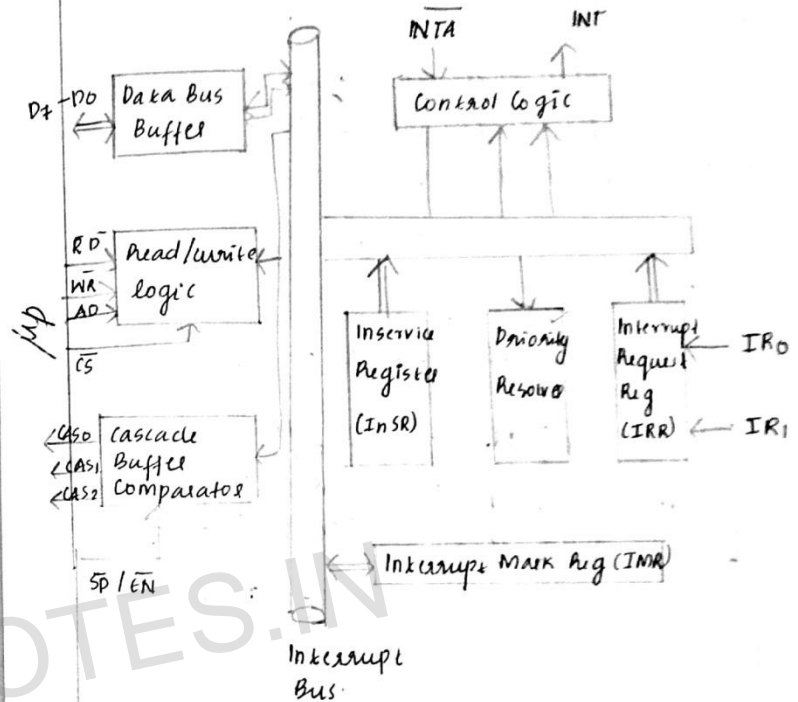 INTA
INT
D7-D0
Data Bus
Buffer
Control Logic
RD
Read/write
logic
WR
A0
CS
μp
Inservice
Register
(InSR)
Priority
Resolver
Interrupt
Request
Reg
(IRR)
IR0
IR1
CAS0
CAS1
CAS2
Cascade
Buffer
Comparator
SP / EN
Interrupt Mask Reg (IMR)
Interrupt
Bus.
OTES.IN